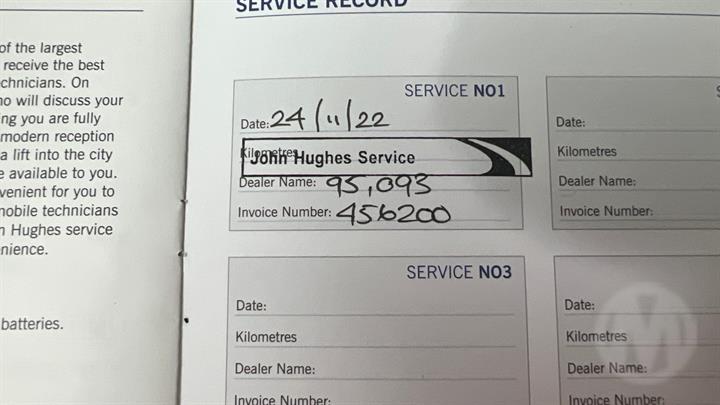 SERVICE RECORD
of the largest
receive the best
chnicians. On
o will discuss your
ng you are fully
modern reception
a lift into the city
e available to you.
venient for you to
mobile technicians
n Hughes service
nience.
batteries.
SERVICE NO1
Date: 24/11/22
Kilometres
John Hughes Service
Dealer Name: 95,093
Invoice Number: 456200
Date:
Kilometres
Dealer Name:
Invoice Number:
SERVICE NO3
Date:
Kilometres
Dealer Name:
Invoice Number:
Date:
Kilometres
Dealer Name:
Invoice Number:
M